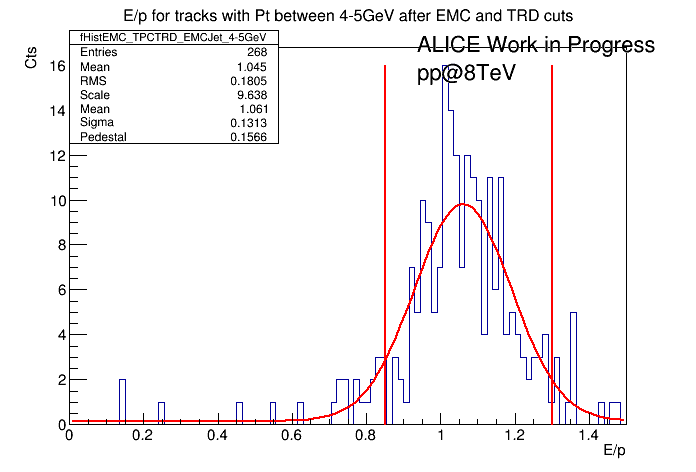 E/p for tracks with Pt between 4-5GeV after EMC and TRD cuts
fHistEMC_TPCTRD_EMCJet_4-5GeV
Entries 268
Mean 1.045
RMS 0.1805
Scale 9.638
Mean 1.061
Sigma 0.1313
Pedestal 0.1566
ALICE Work in Progress
pp@8TeV
Cts
16
14
12
10
8
6
4
2
0
0 0.2 0.4 0.6 0.8 1 1.2 1.4
E/p